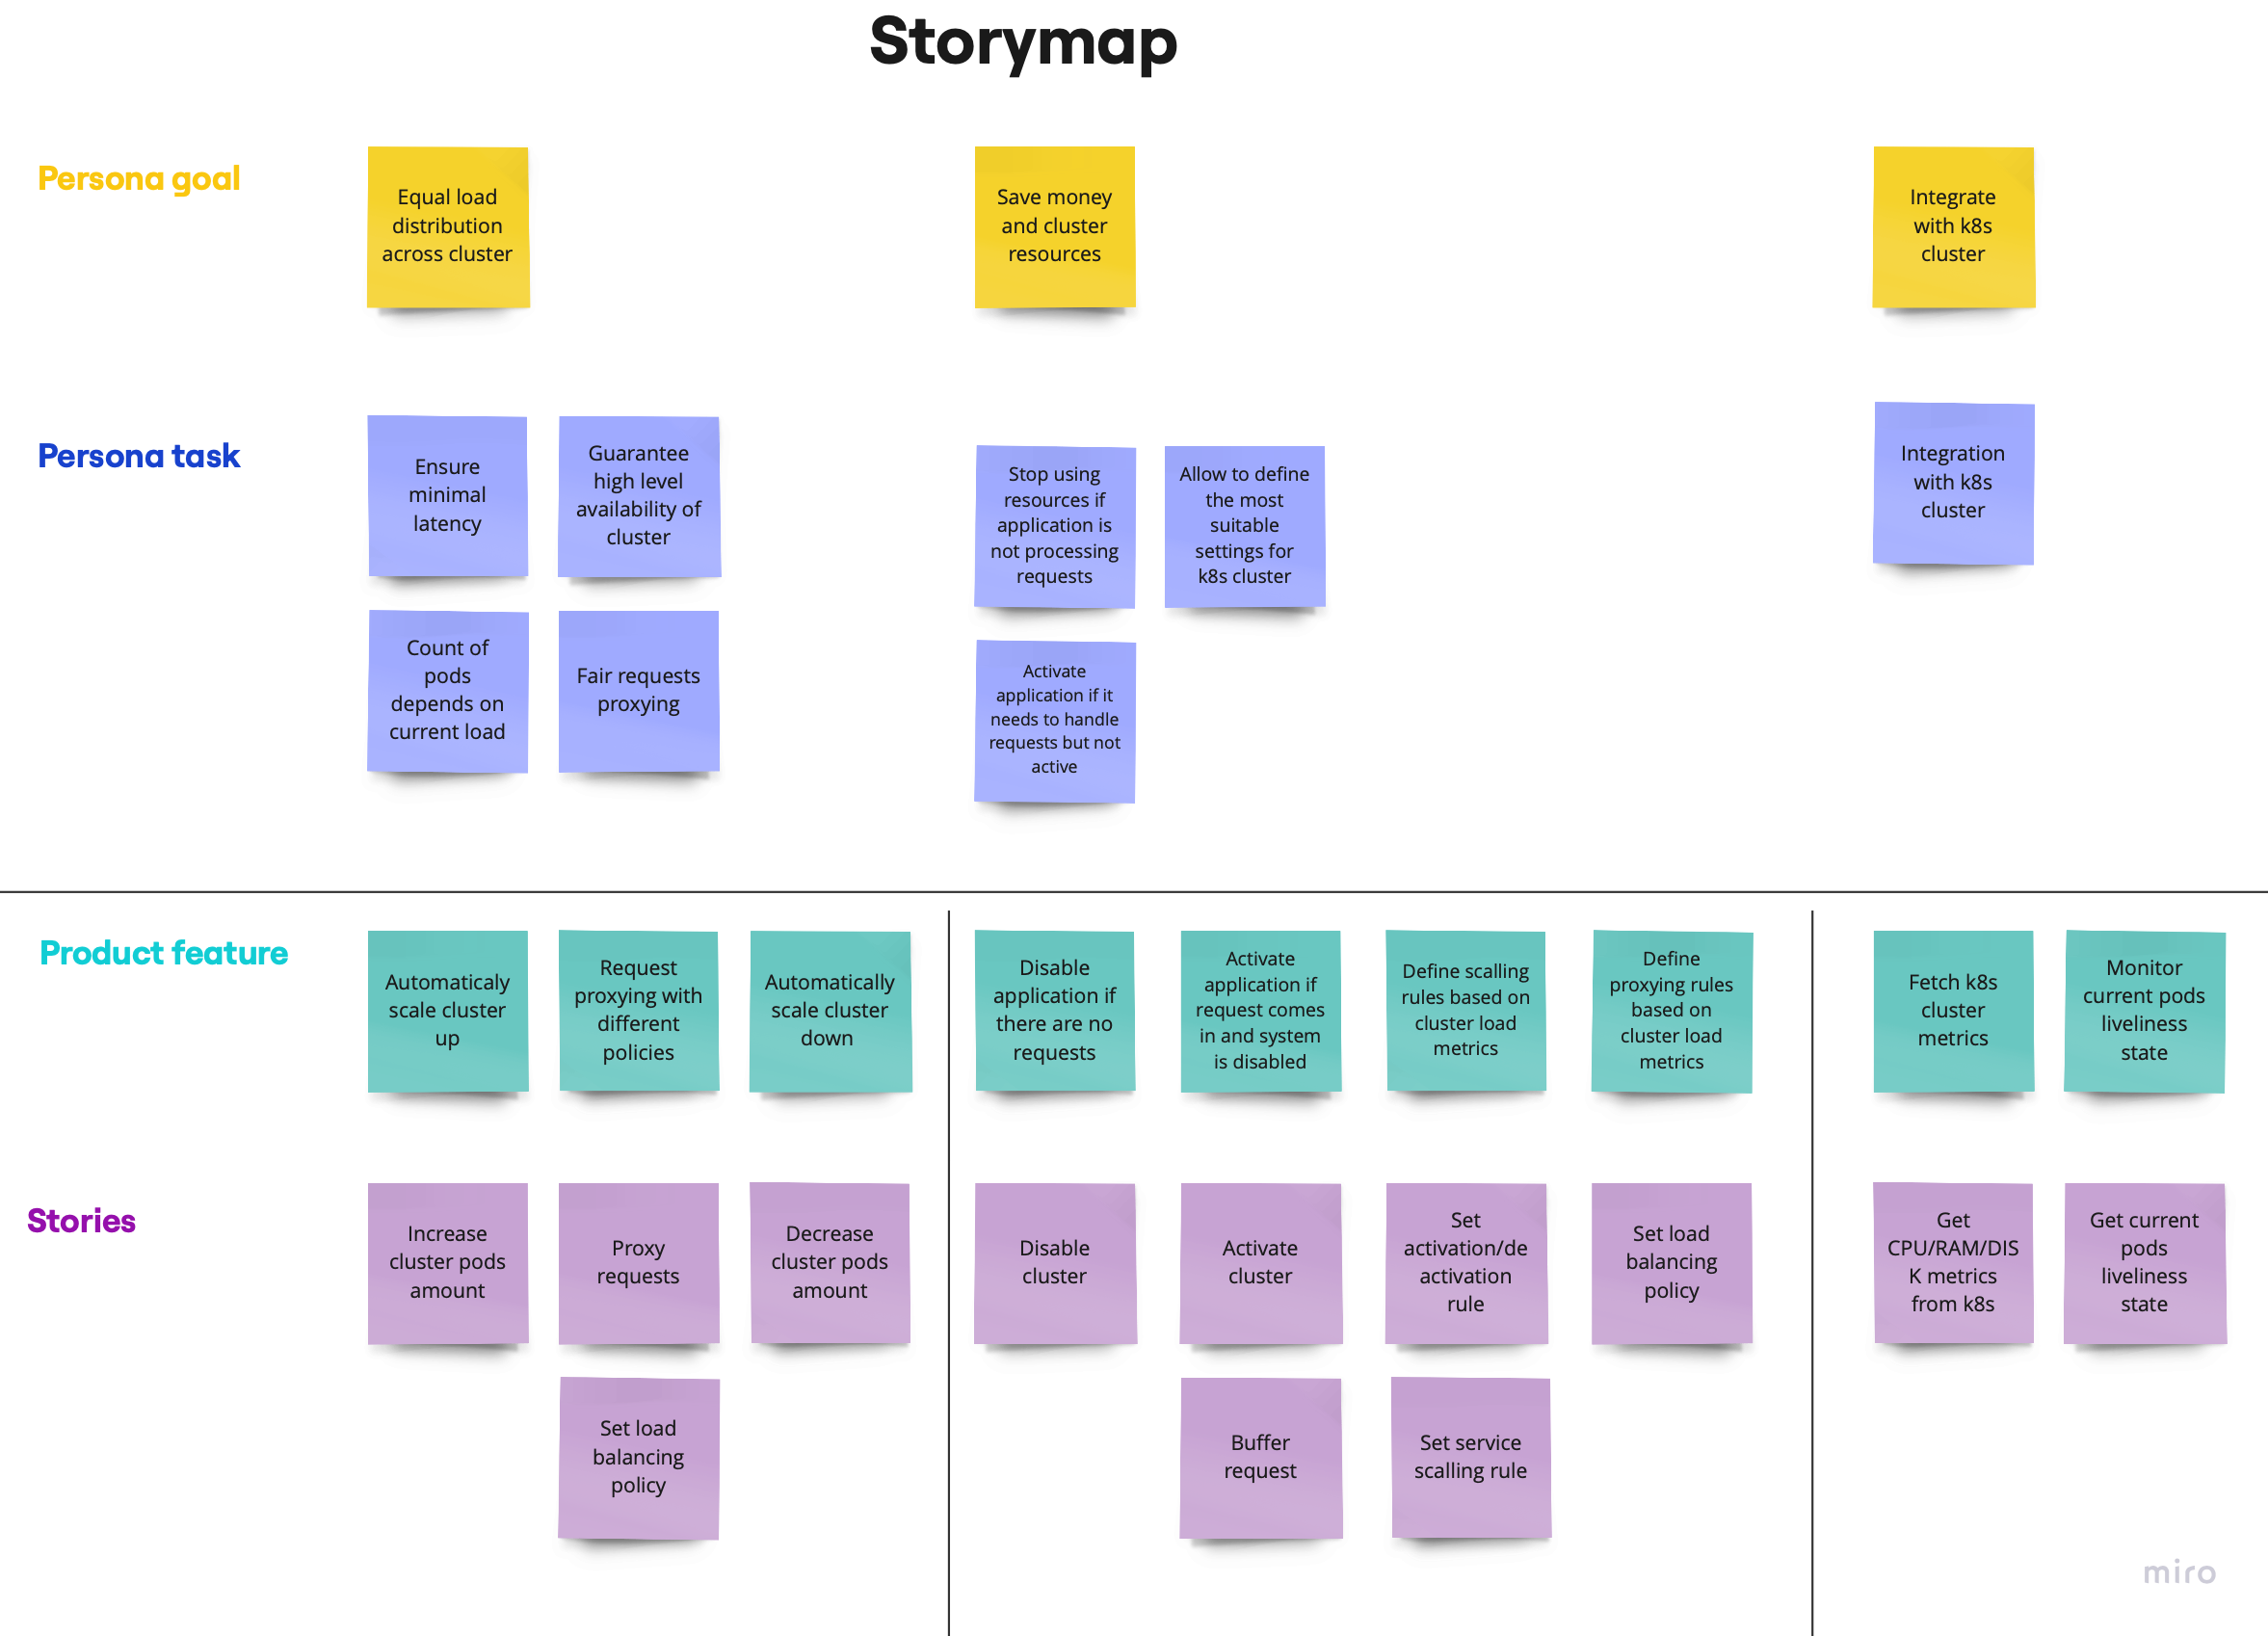 Storymap
Persona goal
Equal load
distribution
across cluster
Save money
and cluster
resources
Integrate
with k8s
cluster
Persona task
Ensure
minimal
latency
Guarantee
high level
availability of
cluster
Stop using
resources if
application is
not processing
requests
Allow to define
the most
suitable
settings for
k8s cluster
Integration
with k8s
cluster
Count of
pods
depends on
current load
Fair requests
proxying
Activate
application if it
needs to handle
requests but not
active
Product feature
Automaticaly
scale cluster
up
Request
proxying with
different
policies
Automatically
scale cluster
down
Disable
application if
there are no
requests
Activate
application if
request comes
in and system
is disabled
Define scalling
rules based on
cluster load
metrics
Define
proxying rules
based on
cluster load
metrics
Fetch k8s
cluster
metrics
Monitor
current pods
liveliness
state
Stories
Increase
cluster pods
amount
Proxy
requests
Decrease
cluster pods
amount
Disable
cluster
Activate
cluster
Set
activation/de
activation
rule
Set load
balancing
policy
Get
CPU/RAM/DIS
K metrics
from k8s
Get current
pods
liveliness
state
Set load
balancing
policy
Buffer
request
Set service
scalling rule
miro